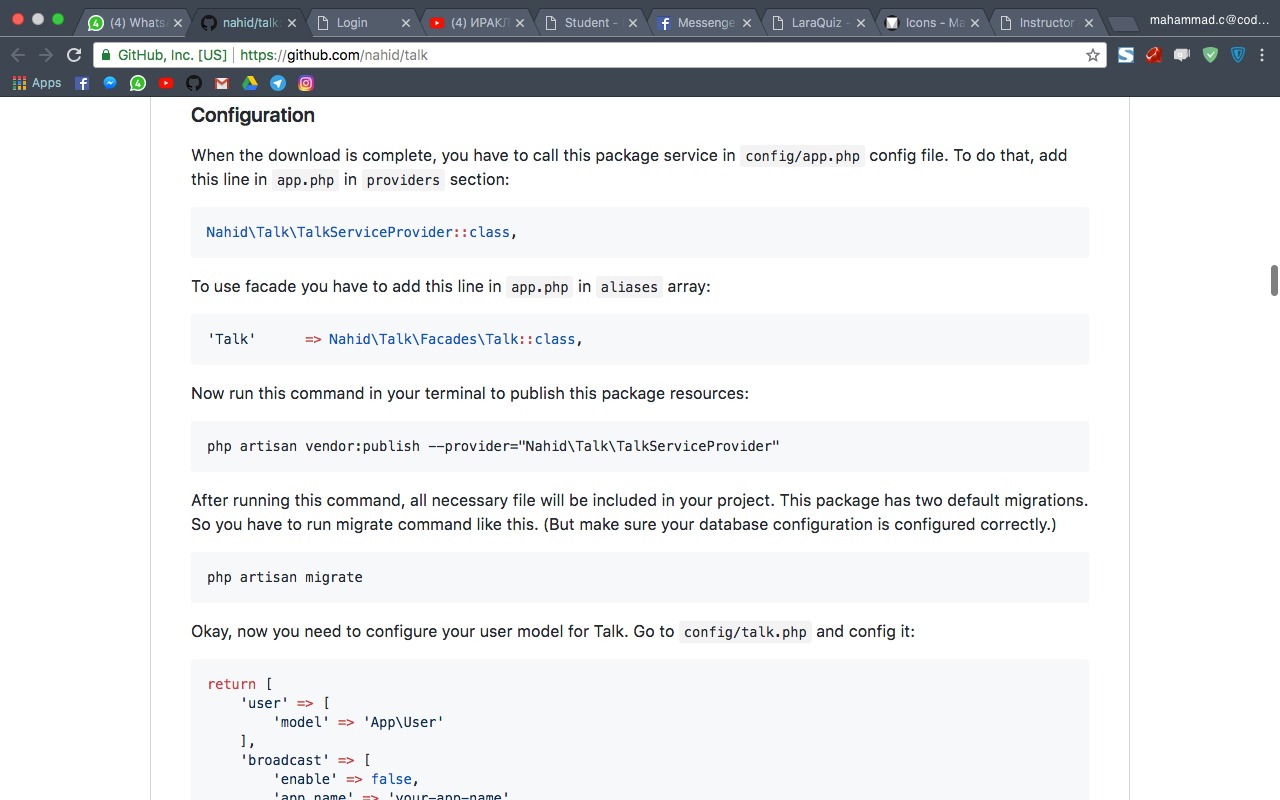 (4) Whats
nahid/talk
Login
(4) ИРАКЛ
Student -
Messenge
LaraQuiz -
Icons - Ma
Instructor
mahammad.c@cod...
GitHub, Inc. [US]
https://github.com/nahid/talk
Apps
Configuration
When the download is complete, you have to call this package service in config/app.php config file. To do that, add
this line in app.php in providers section:
Nahid\Talk\TalkServiceProvider::class,
To use facade you have to add this line in app.php in aliases array:
'Talk'      => Nahid\Talk\Facades\Talk::class,
Now run this command in your terminal to publish this package resources:
php artisan vendor:publish --provider="Nahid\Talk\TalkServiceProvider"
After running this command, all necessary file will be included in your project. This package has two default migrations.
So you have to run migrate command like this. (But make sure your database configuration is configured correctly.)
php artisan migrate
Okay, now you need to configure your user model for Talk. Go to config/talk.php and config it:
return [
    'user' => [
        'model' => 'App\User'
    ],
    'broadcast' => [
        'enable' => false,
        'app_name' => 'your-app-name'